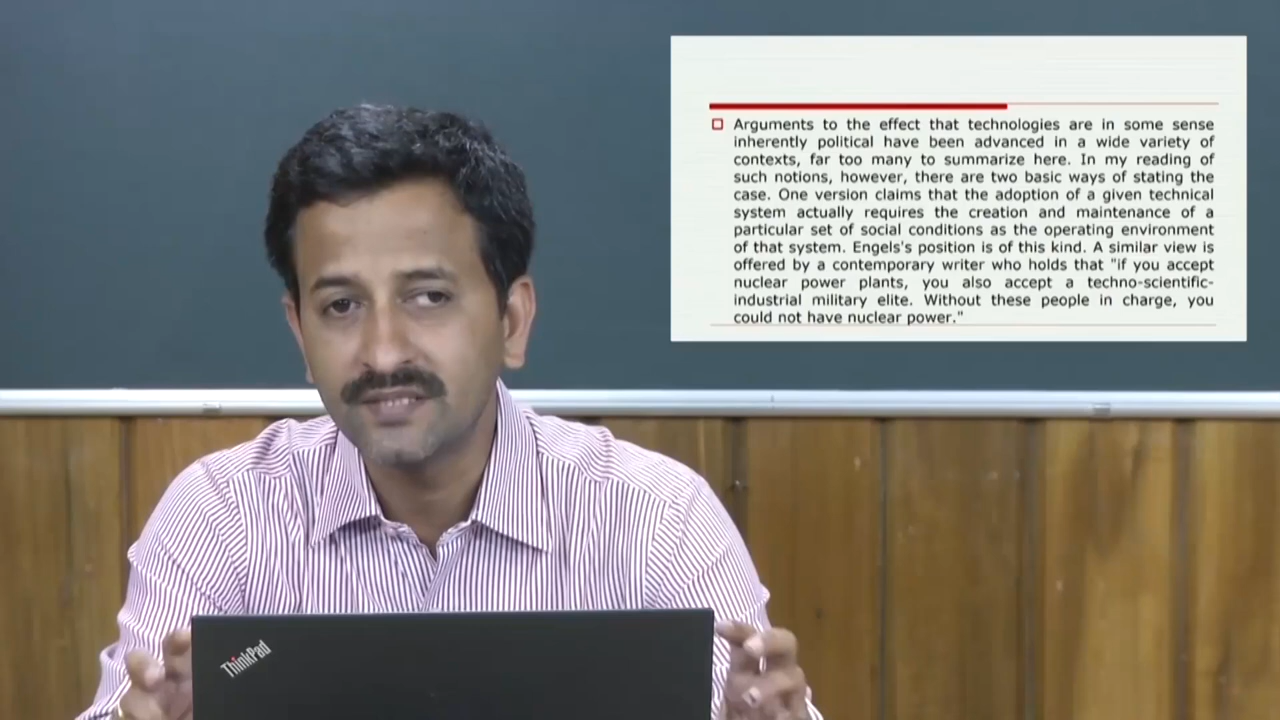 Arguments to the effect that technologies are in some sense
inherently political have been advanced in a wide variety of
contexts, far too many to summarize here. In my reading of
such notions, however, there are two basic ways of stating the
case. One version claims that the adoption of a given technical
system actually requires the creation and maintenance of a
particular set of social conditions as the operating environment
of that system. Engels's position is of this kind. A similar view is
offered by a contemporary writer who holds that "if you accept
nuclear power plants, you also accept a techno-scientific-
industrial military elite. Without these people in charge, you
could not have nuclear power."
ThinkPad